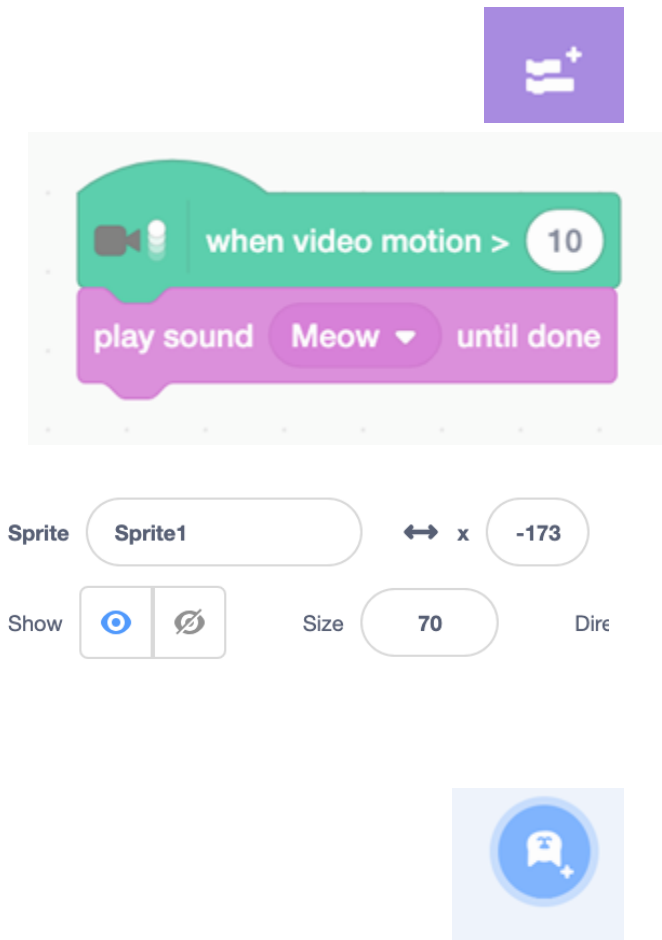 when video motion > 10
play sound Meow until done
Sprite Sprite1 x -173
Show Size 70 Dire